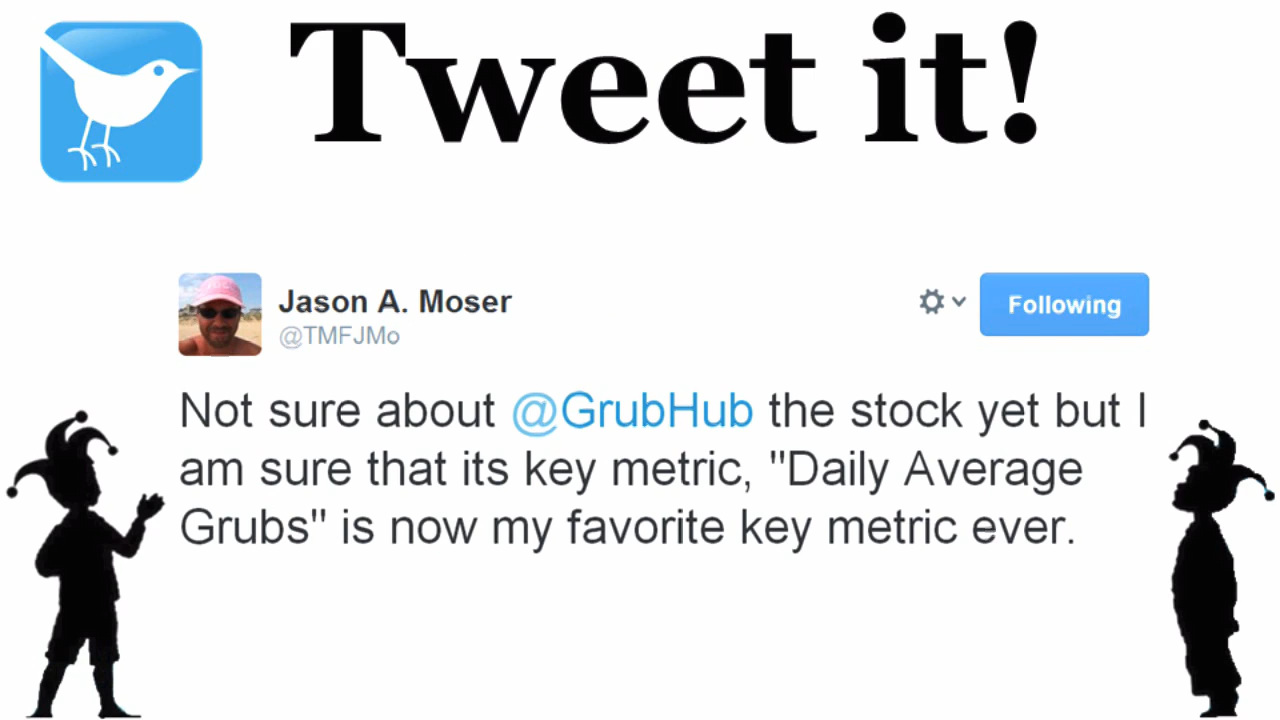 Tweet it!
Jason A. Moser
@TMFJMo
Following
Not sure about @GrubHub the stock yet but I
am sure that its key metric, "Daily Average
Grubs" is now my favorite key metric ever.